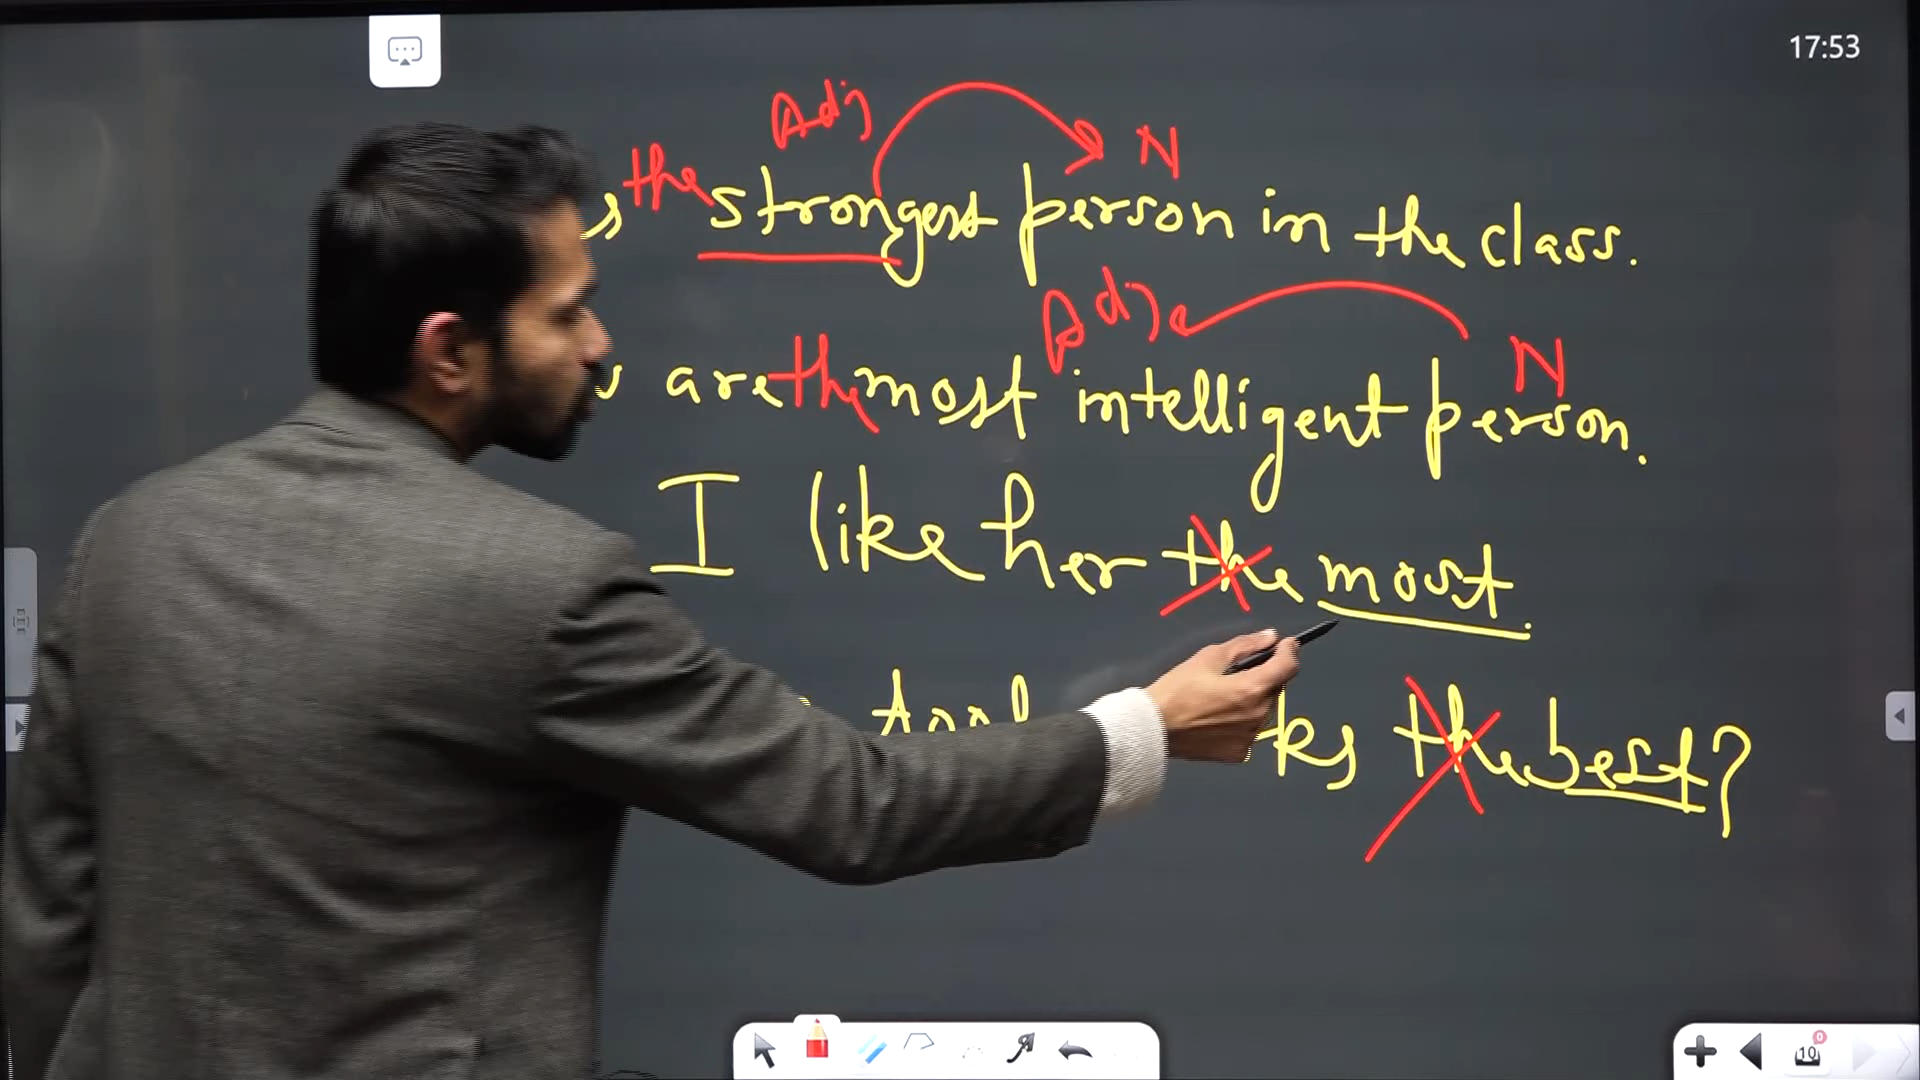 17:53
Adj N
the strongest person in the class.
Adj N
are the most intelligent person.
I like her the most.
the best?
10